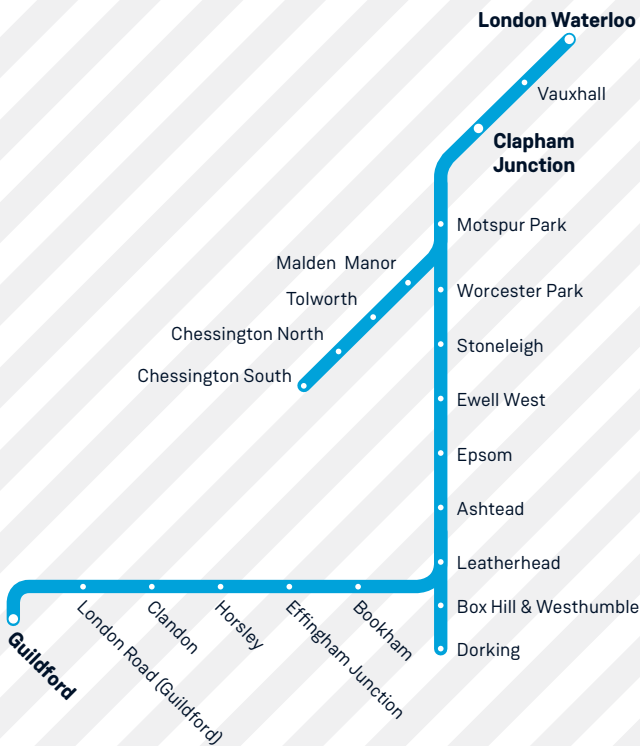 London Waterloo
Vauxhall
Clapham
Junction
Motspur Park
Malden Manor
Worcester Park
Tolworth
Chessington North
Stoneleigh
Chessington South
Ewell West
Epsom
Ashtead
Leatherhead
Box Hill & Westhumble
Dorking
Guildford
London Road (Guildford)
Clandon
Horsley
Effingham Junction
Bookham